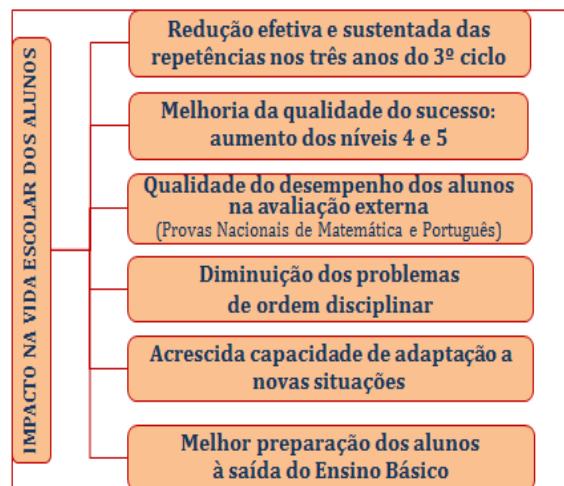 IMPACTO NA VIDA ESCOLAR DOS ALUNOS
Redução efetiva e sustentada das
repetências nos três anos do 3º ciclo
Melhoria da qualidade do sucesso:
aumento dos níveis 4 e 5
Qualidade do desempenho dos alunos
na avaliação externa
(Provas Nacionais de Matemática e Português)
Diminuição dos problemas
de ordem disciplinar
Acrescida capacidade de adaptação a
novas situações
Melhor preparação dos alunos
à saída do Ensino Básico